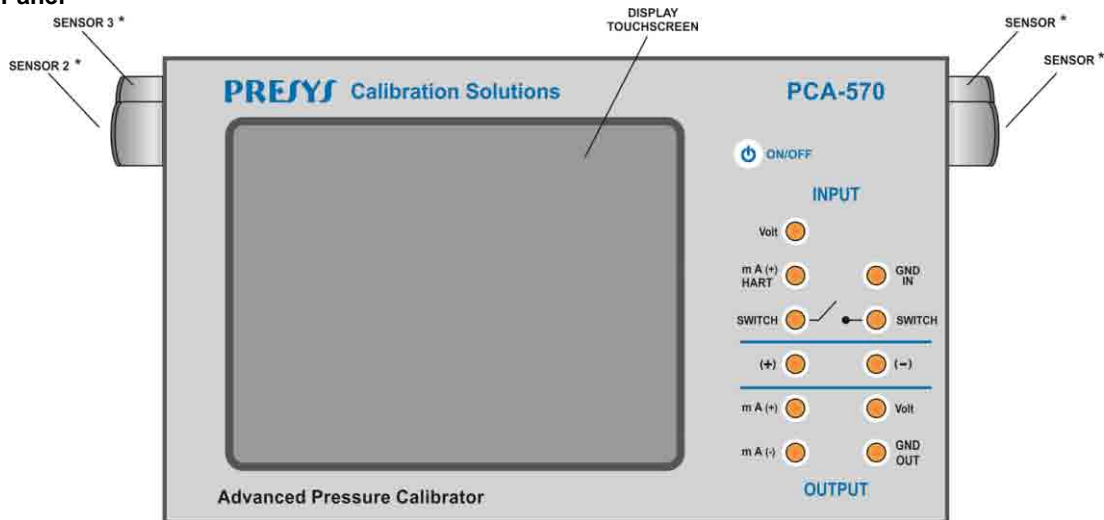 Panel
SENSOR 3 *
SENSOR 2 *
DISPLAY
TOUCHSCREEN
SENSOR *
SENSOR *
PRESYS Calibration Solutions
PCA-570
ON/OFF
INPUT
Volt
m A (+)
HART
GND
IN
SWITCH
SWITCH
(+)
(-)
m A (+)
Volt
m A (-)
GND
OUT
OUTPUT
Advanced Pressure Calibrator